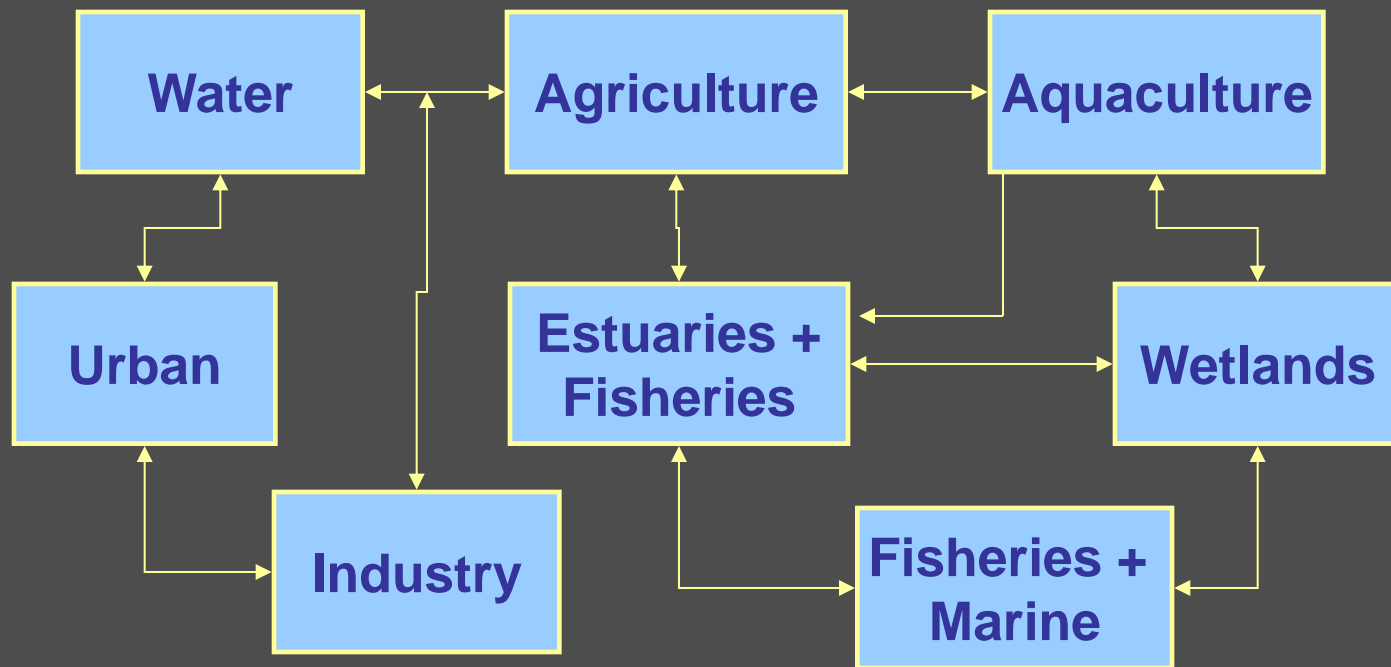 Water
Agriculture
Aquaculture
Urban
Estuaries +
Fisheries
Wetlands
Industry
Fisheries +
Marine